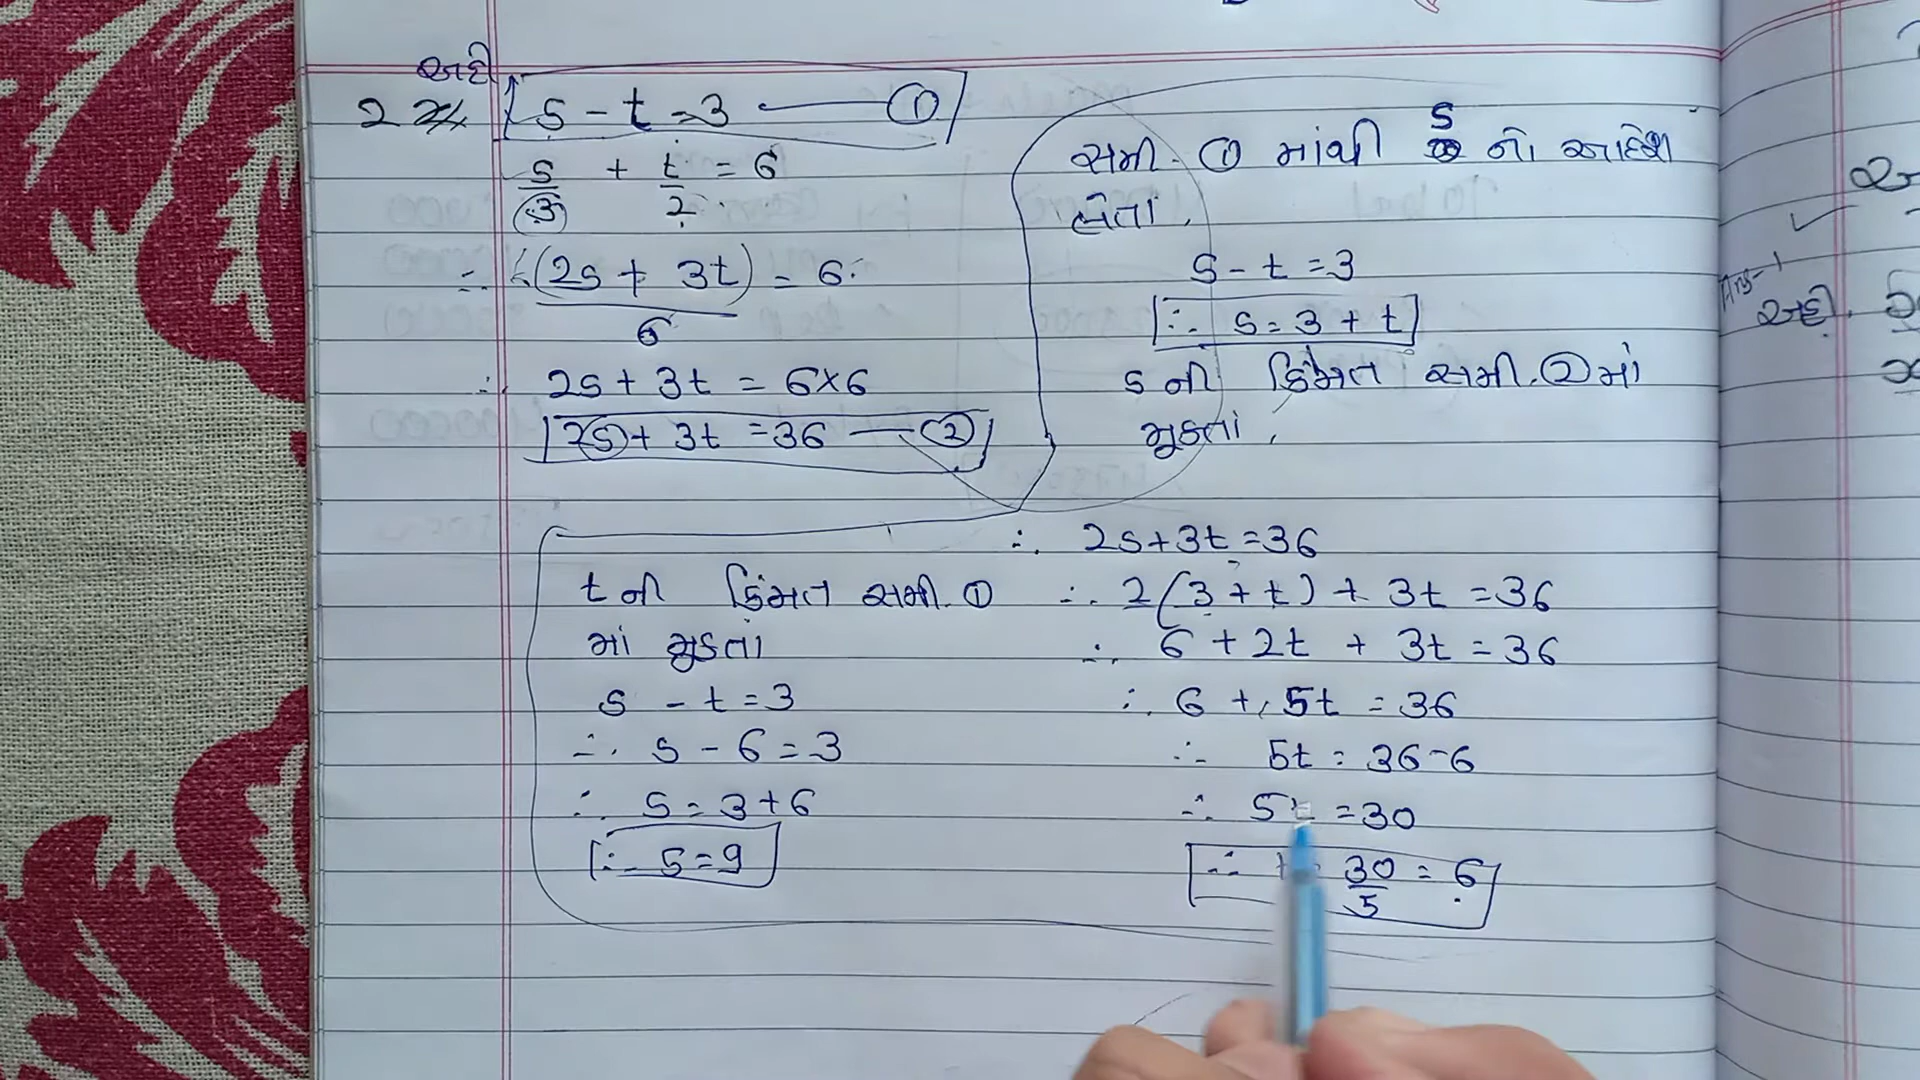 અહી
2 s - t = 3 — ①
s/3 + t/2 = 6
∴ (2s + 3t)/6 = 6
∴ 2s + 3t = 6×6
2s + 3t = 36 — ②
સમી. ① માંથી s નો આદેશ
લેતા,
s - t = 3
∴ s = 3 + t
s ની કિંમત સમી. ② માં
મુકતાં,
∴ 2s + 3t = 36
∴ 2(3 + t) + 3t = 36
∴ 6 + 2t + 3t = 36
∴ 6 + 5t = 36
∴ 5t = 36 - 6
∴ 5t = 30
∴ t = 30/5 = 6
t ની કિંમત સમી. ①
માં મુકતાં
s - t = 3
∴ s - 6 = 3
∴ s = 3 + 6
∴ s = 9
Ans-1
અહી.